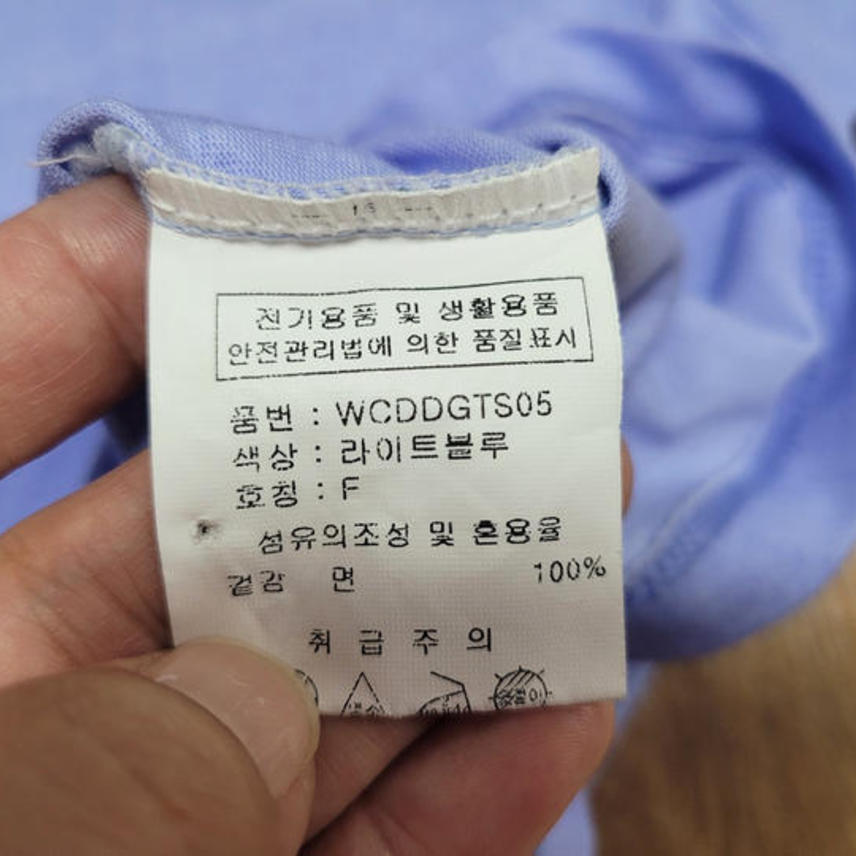 전기용품 및 생활용품
안전관리법에 의한 품질표시
품번 : WCDDGTS05
색상 : 라이트블루
호칭 : F
섬유의조성 및 혼용율
겉감 면 100%
취급주의